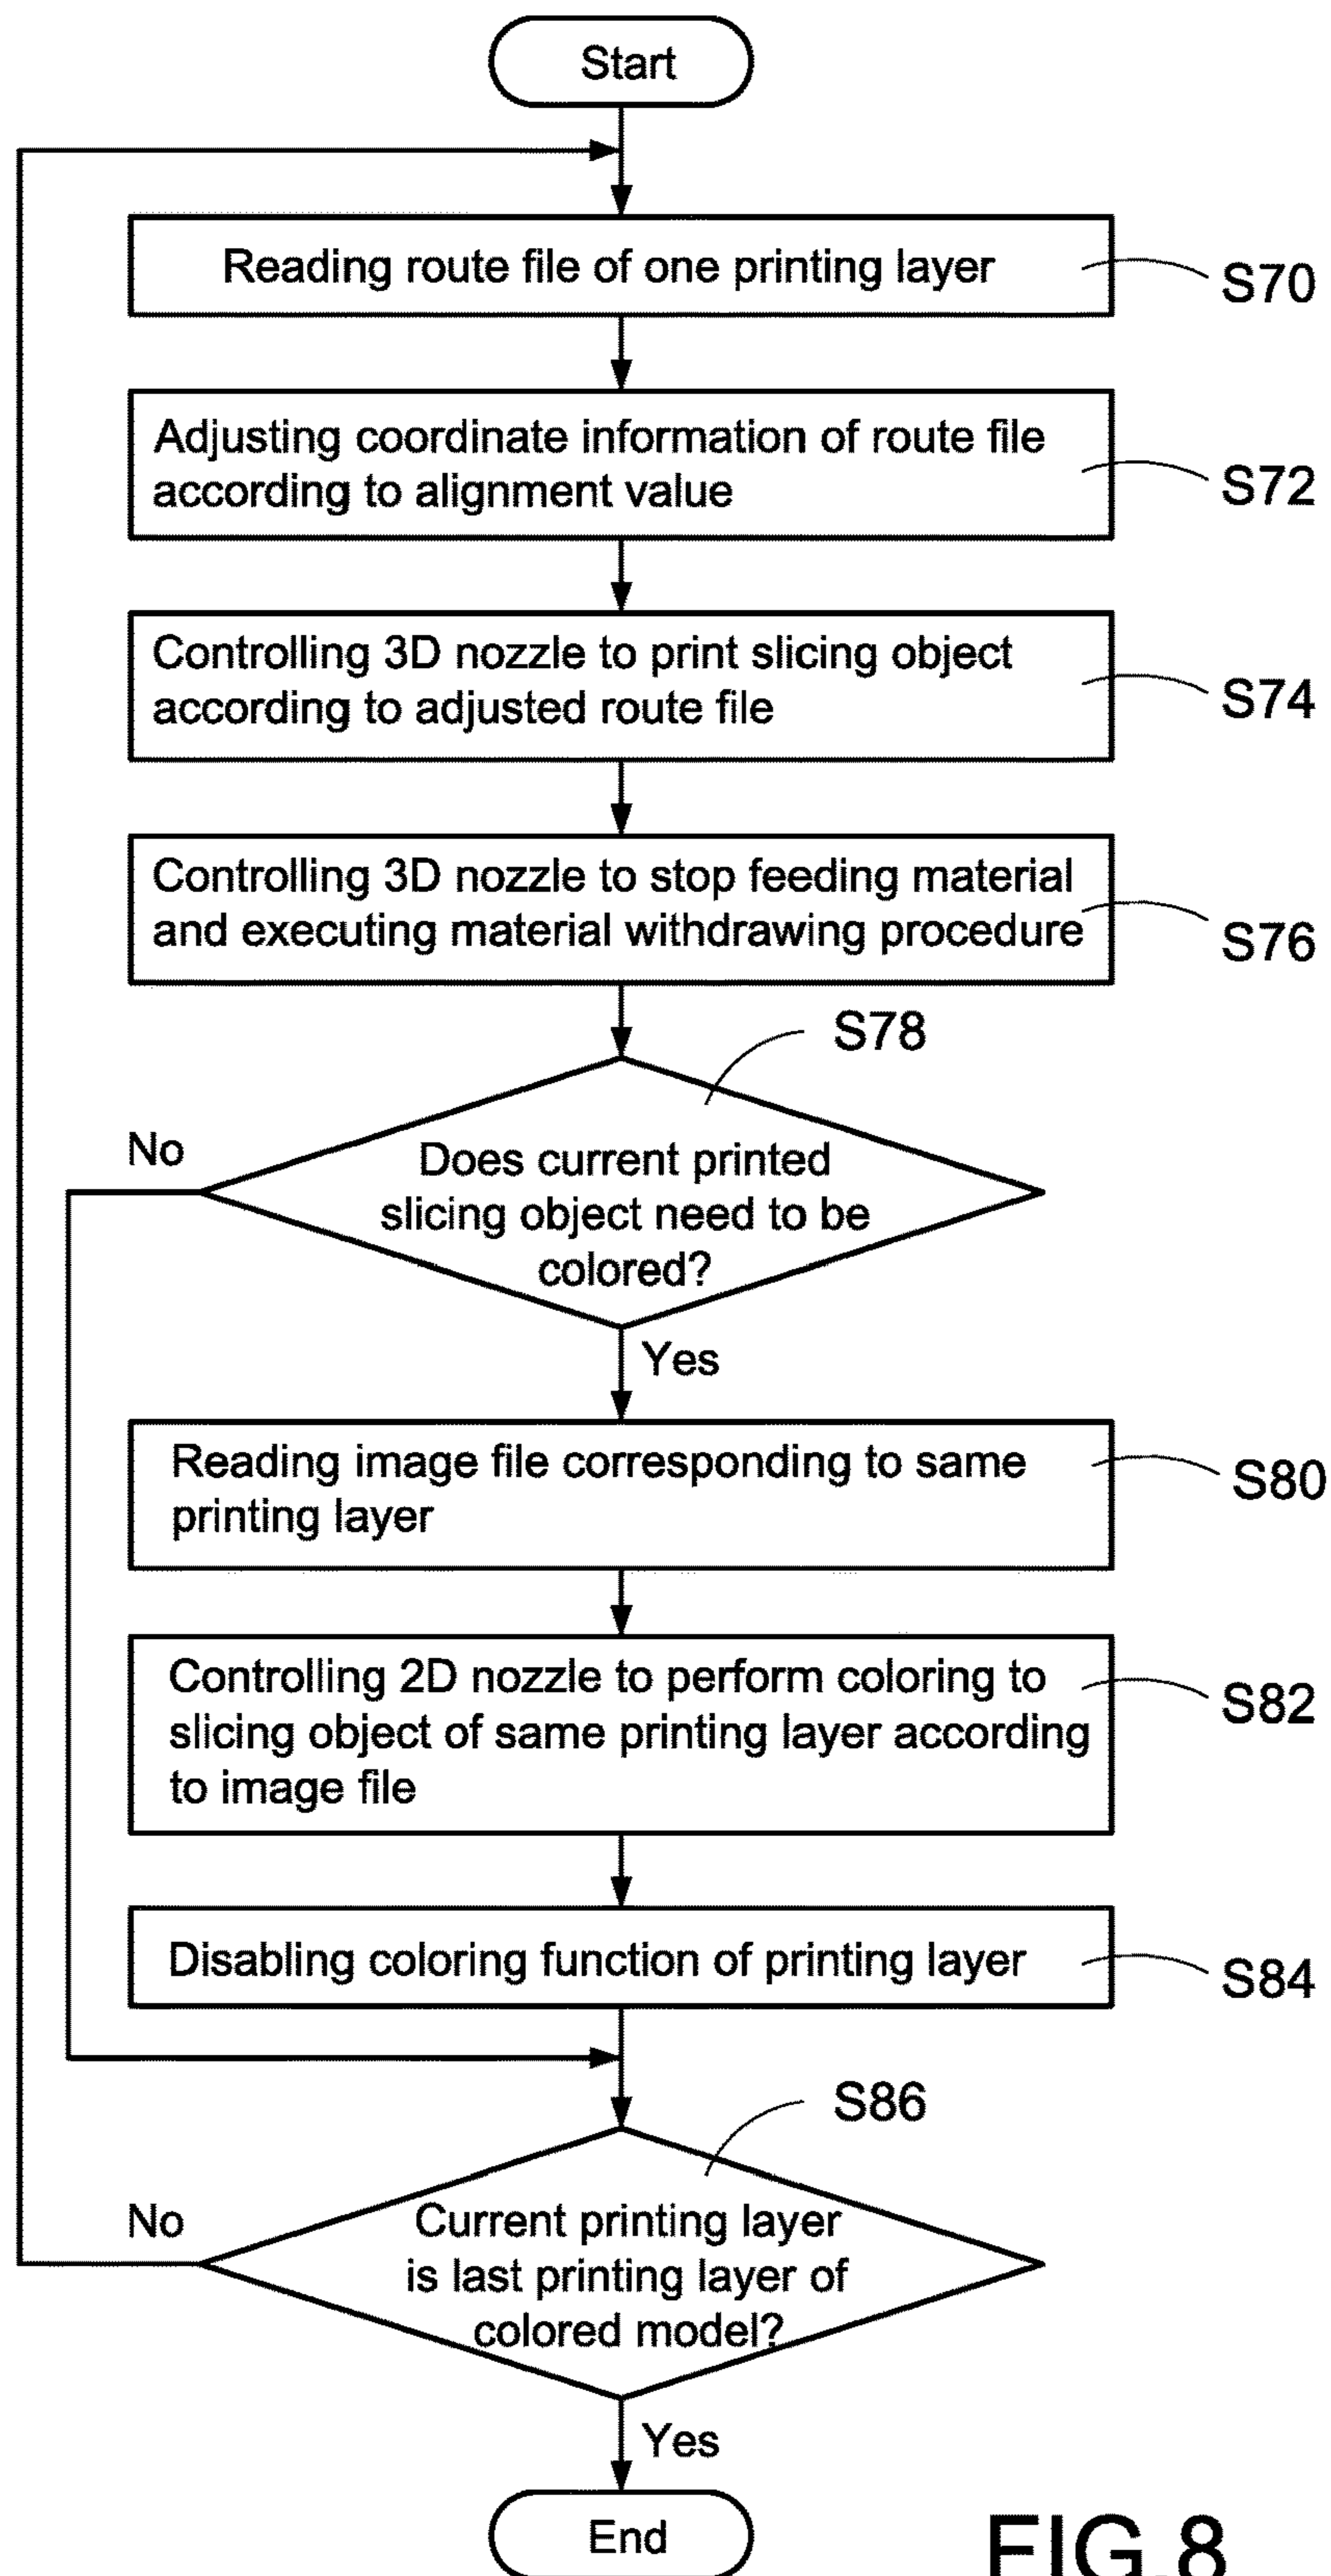 Start
Reading route file of one printing layer
S70
Adjusting coordinate information of route file
according to alignment value
S72
Controlling 3D nozzle to print slicing object
according to adjusted route file
S74
Controlling 3D nozzle to stop feeding material
and executing material withdrawing procedure
S76
S78
No
Does current printed
slicing object need to be
colored?
Yes
Reading image file corresponding to same
printing layer
S80
Controlling 2D nozzle to perform coloring to
slicing object of same printing layer according
to image file
S82
Disabling coloring function of printing layer
S84
S86
No
Current printing layer
is last printing layer of
colored model?
Yes
End
FIG.8